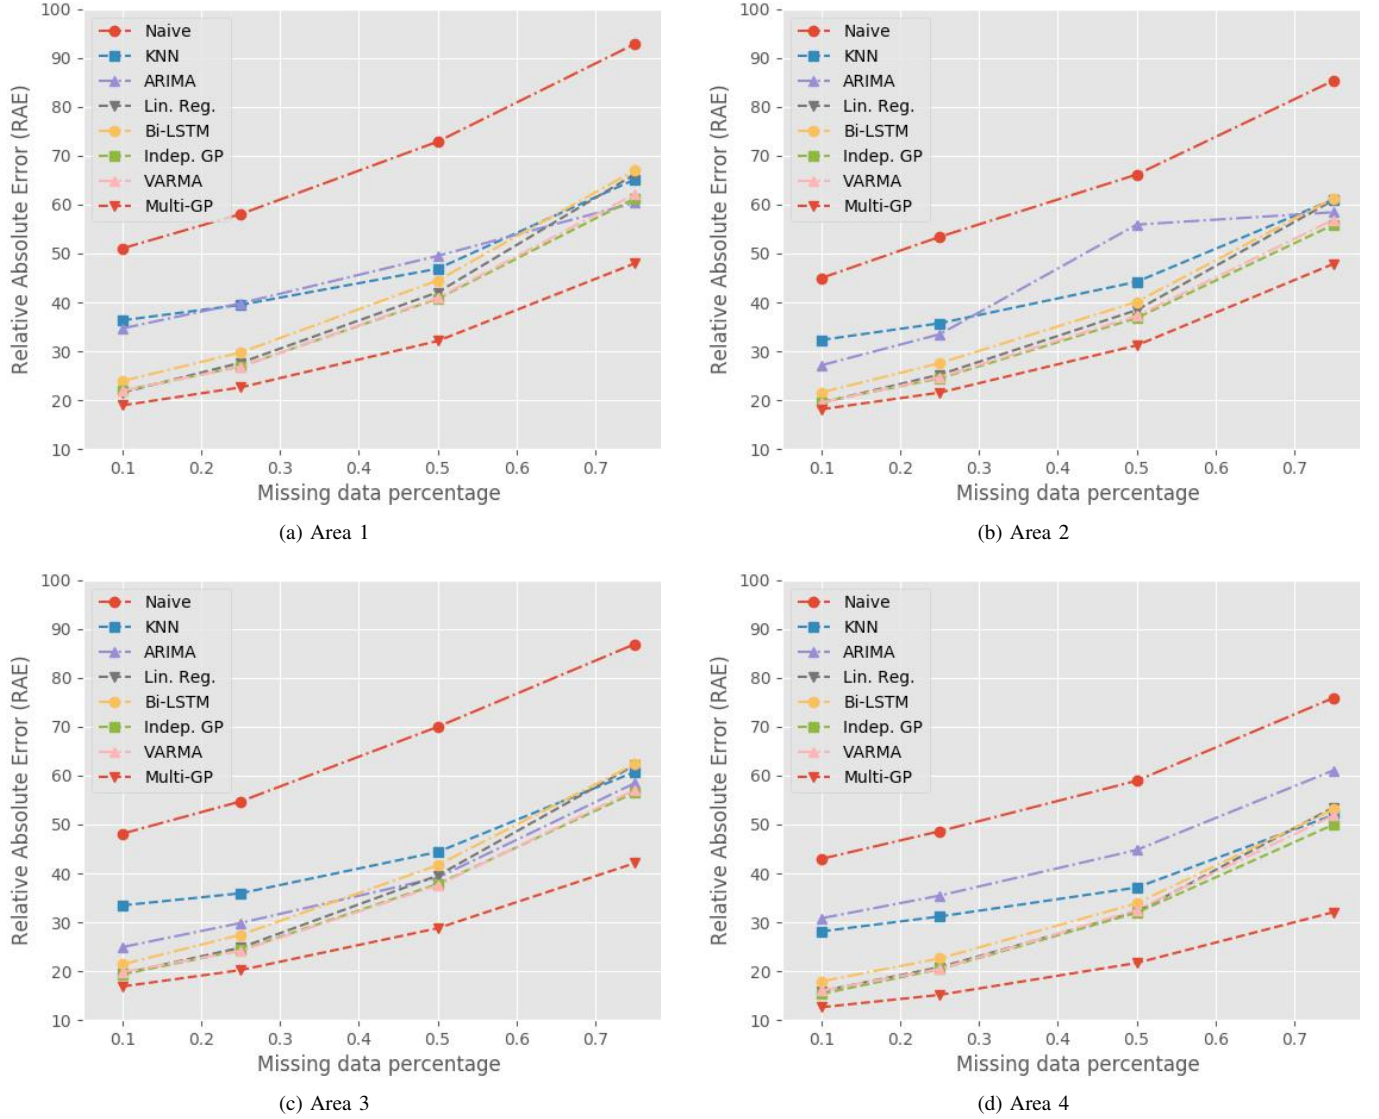 100
90
80
70
60
50
40
30
20
10
Relative Absolute Error (RAE)
Naive
KNN
ARIMA
Lin. Reg.
Bi-LSTM
Indep. GP
VARMA
Multi-GP
0.1 0.2 0.3 0.4 0.5 0.6 0.7
Missing data percentage
(a) Area 1
100
90
80
70
60
50
40
30
20
10
Relative Absolute Error (RAE)
Naive
KNN
ARIMA
Lin. Reg.
Bi-LSTM
Indep. GP
VARMA
Multi-GP
0.1 0.2 0.3 0.4 0.5 0.6 0.7
Missing data percentage
(b) Area 2
100
90
80
70
60
50
40
30
20
10
Relative Absolute Error (RAE)
Naive
KNN
ARIMA
Lin. Reg.
Bi-LSTM
Indep. GP
VARMA
Multi-GP
0.1 0.2 0.3 0.4 0.5 0.6 0.7
Missing data percentage
(c) Area 3
100
90
80
70
60
50
40
30
20
10
Relative Absolute Error (RAE)
Naive
KNN
ARIMA
Lin. Reg.
Bi-LSTM
Indep. GP
VARMA
Multi-GP
0.1 0.2 0.3 0.4 0.5 0.6 0.7
Missing data percentage
(d) Area 4